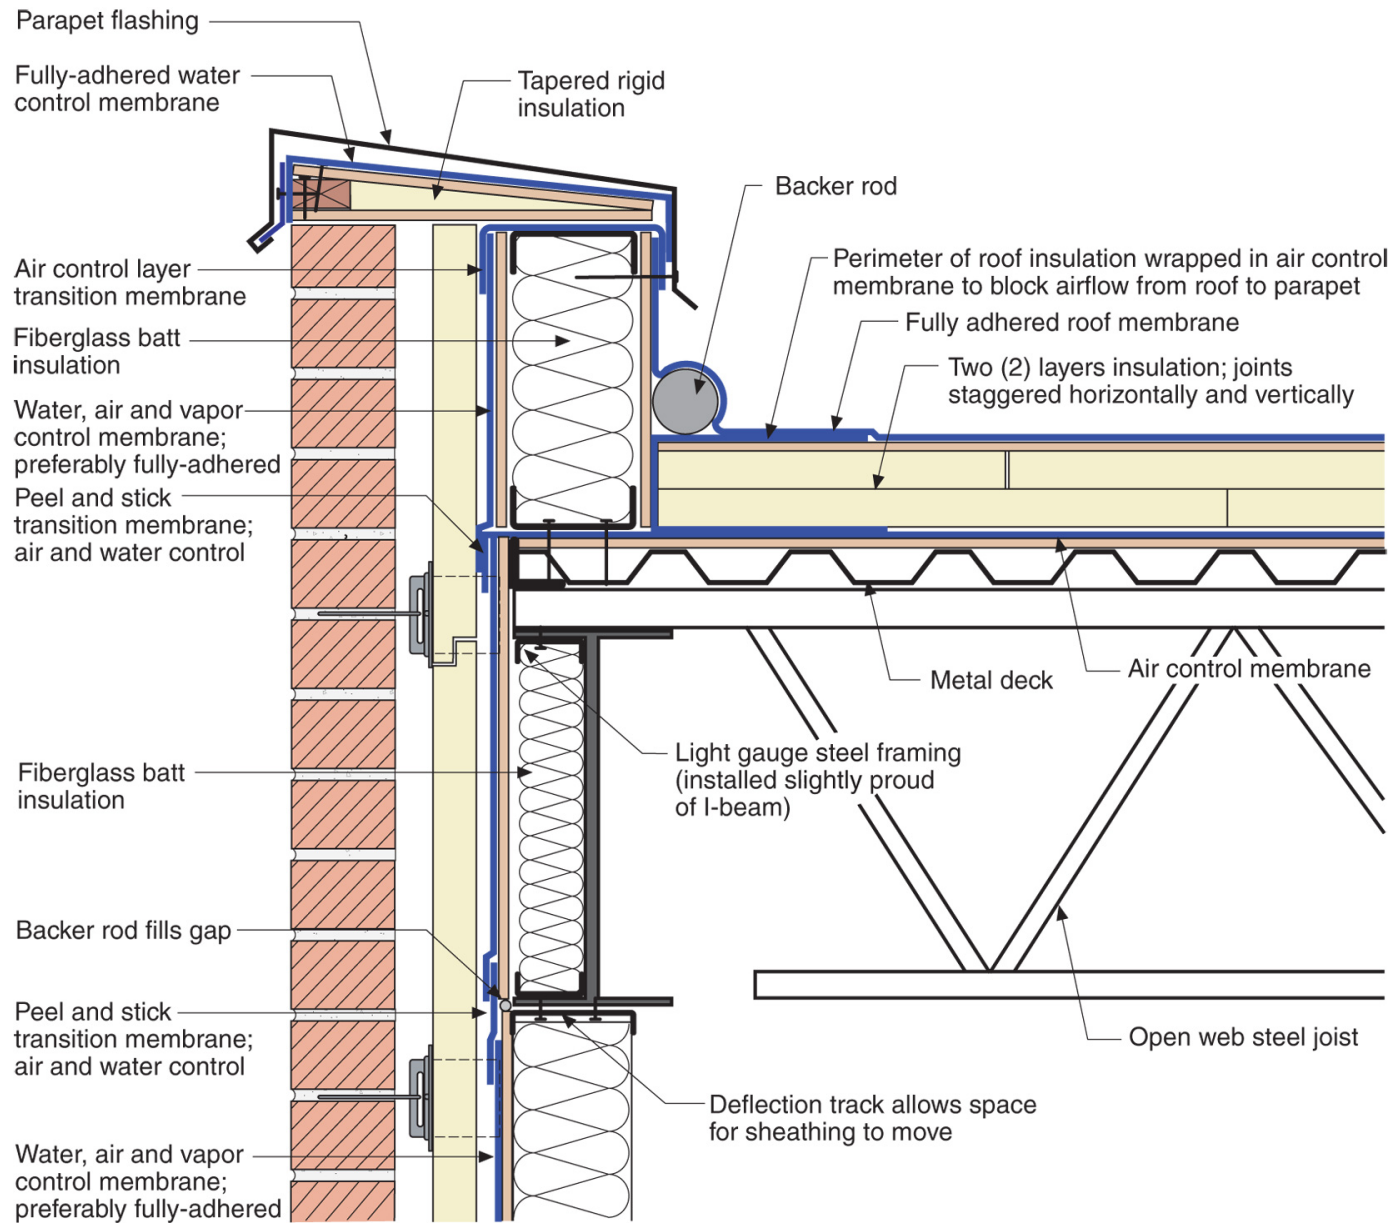 Parapet flashing
Fully-adhered water
control membrane
Tapered rigid
insulation
Backer rod
Air control layer
transition membrane
Perimeter of roof insulation wrapped in air control
membrane to block airflow from roof to parapet
Fully adhered roof membrane
Fiberglass batt
insulation
Two (2) layers insulation; joints
staggered horizontally and vertically
Water, air and vapor
control membrane;
preferably fully-adhered
Peel and stick
transition membrane;
air and water control
Metal deck
Air control membrane
Light gauge steel framing
(installed slightly proud
of I-beam)
Fiberglass batt
insulation
Backer rod fills gap
Peel and stick
transition membrane;
air and water control
Open web steel joist
Deflection track allows space
for sheathing to move
Water, air and vapor
control membrane;
preferably fully-adhered